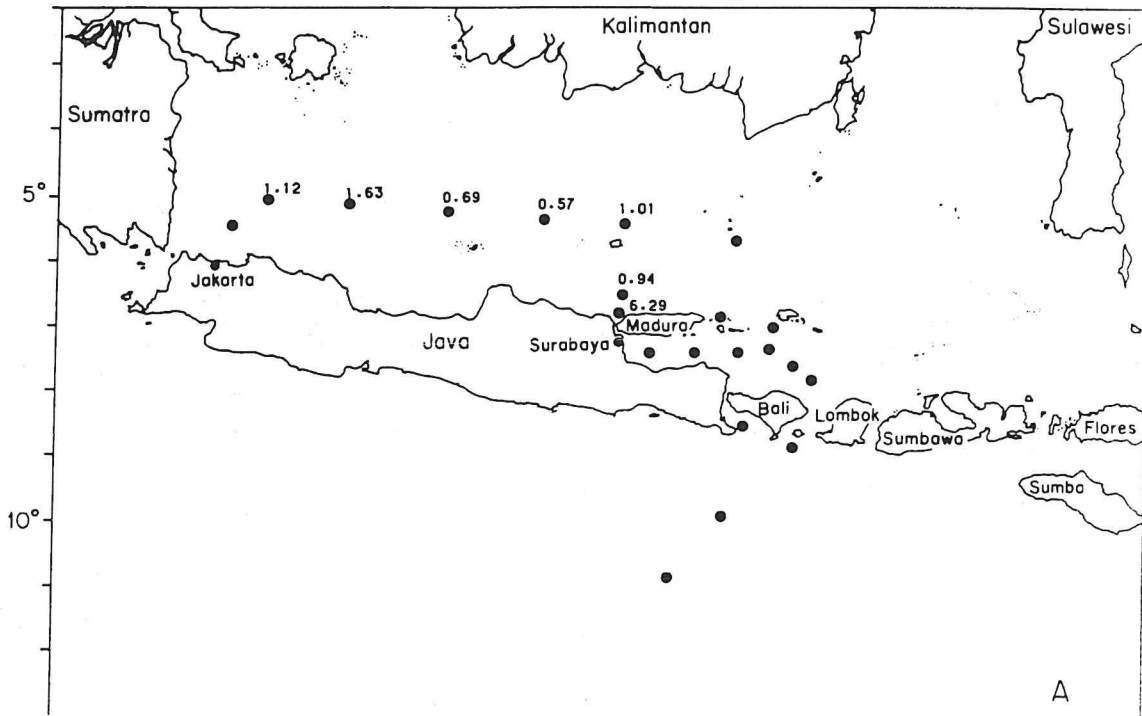 Kalimantan
Sulawesi
Sumatra
5°
1.12
1.63
0.69
0.57
1.01
Jakarta
0.94
6.29
Madura
Java
Surabaya
Bali
Lombok
Sumbawa
Flores
Sumba
10°
A